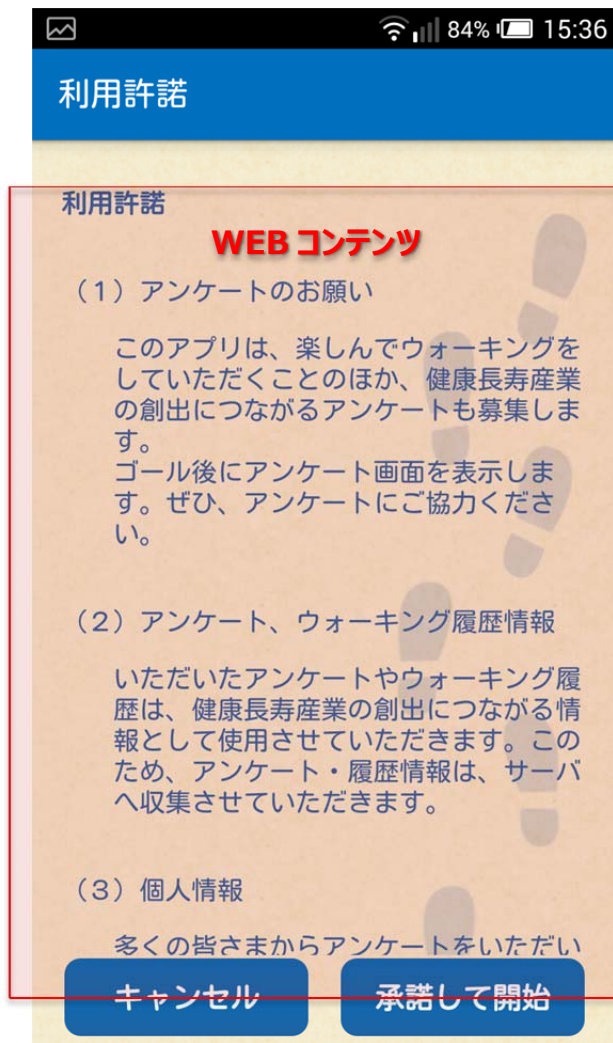 84% 15:36
利用許諾
利用許諾
WEB コンテンツ
（1）アンケートのお願い
このアプリは、楽しんでウォーキングを
していただくことのほか、健康長寿産業
の創出につながるアンケートも募集しま
す。
ゴール後にアンケート画面を表示しま
す。ぜひ、アンケートにご協力くださ
い。
（2）アンケート、ウォーキング履歴情報
いただいたアンケートやウォーキング履
歴は、健康長寿産業の創出につながる情
報として使用させていただきます。この
ため、アンケート・履歴情報は、サーバ
へ収集させていただきます。
（3）個人情報
多くの皆さまからアンケートをいただい
キャンセル 承諾して開始